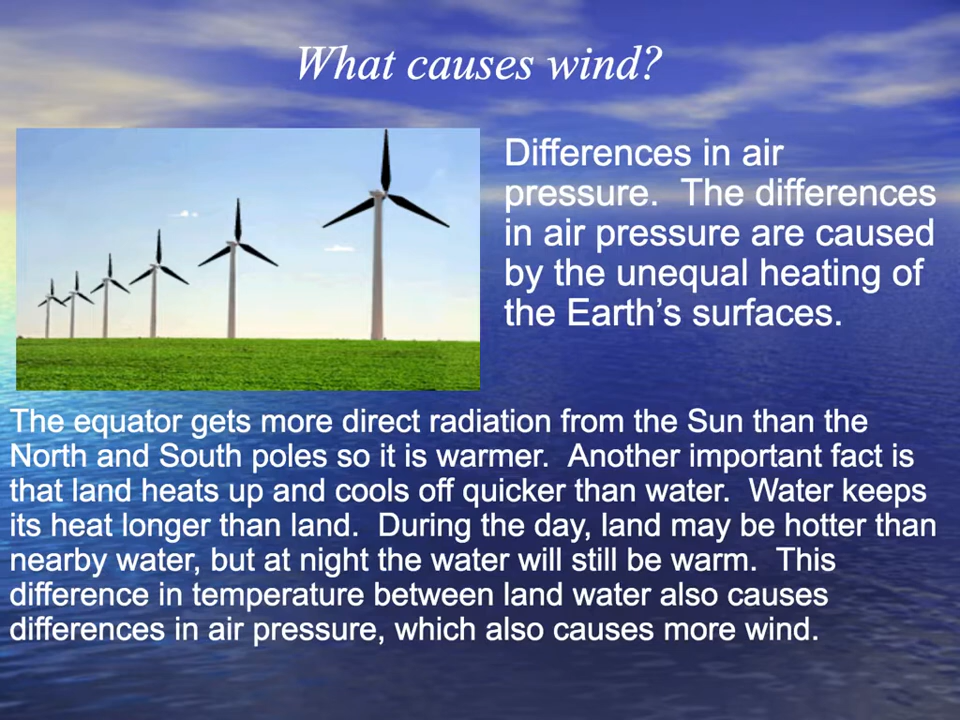 What causes wind?
Differences in air
pressure.  The differences
in air pressure are caused
by the unequal heating of
the Earth’s surfaces.
The equator gets more direct radiation from the Sun than the
North and South poles so it is warmer.  Another important fact is
that land heats up and cools off quicker than water.  Water keeps
its heat longer than land.  During the day, land may be hotter than
nearby water, but at night the water will still be warm.  This
difference in temperature between land water also causes
differences in air pressure, which also causes more wind.